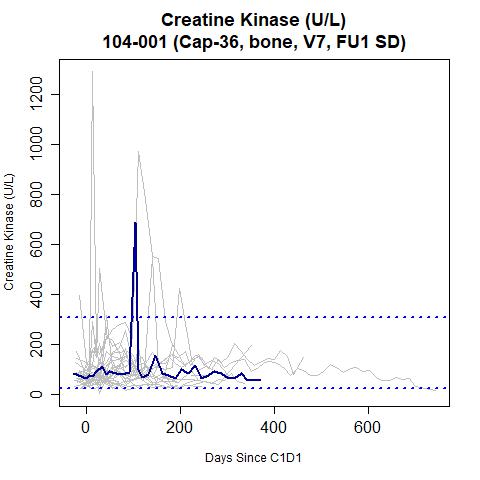 Creatine Kinase (U/L)
104-001 (Cap-36, bone, V7, FU1 SD)
Creatine Kinase (U/L)
1200
1000
800
600
400
200
0
0 200 400 600
Days Since C1D1